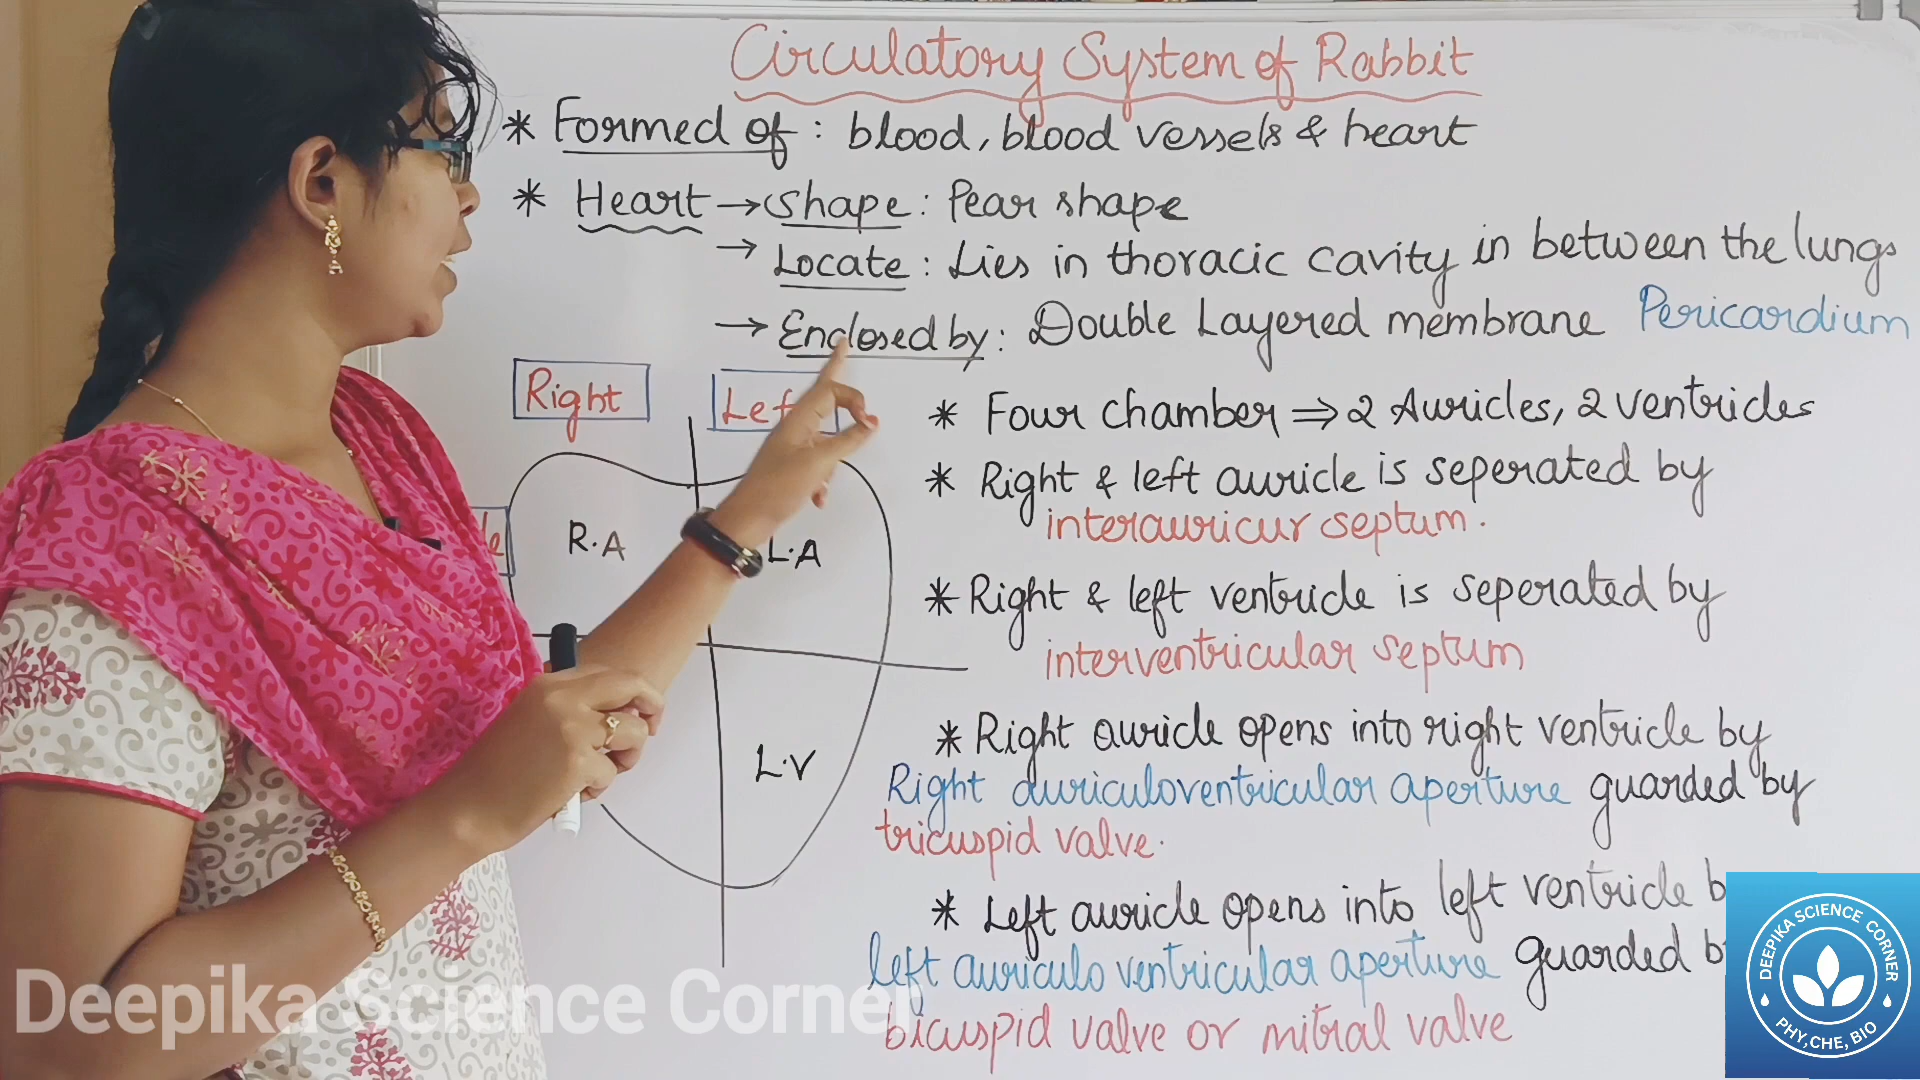 Circulatory System of Rabbit
* Formed of : blood, blood vessels & heart
* Heart → Shape : Pear shape
→ Locate : Lies in thoracic cavity in between the lungs
→ Enclosed by : Double Layered membrane Pericardium
Right Left
* Four chamber ⇒ 2 Auricles, 2 ventricles
* Right & left auricle is seperated by
interauricur septum.
R.A L.A
* Right & left ventricle is seperated by
interventricular septum
L.V
* Right auricle opens into right ventricle by
Right auriculoventricular aperture guarded by
tricuspid valve.
* Left auricle opens into left ventricle b
left auriculo ventricular aperture guarded b
bicuspid valve or mitral valve
Deepika Science Corner
DEEPIKA SCIENCE CORNER
PHY,CHE, BIO